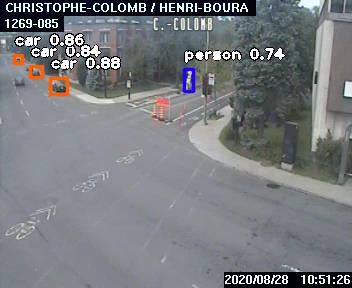 CHRISTOPHE-COLOMB / HENRI-BOURA
1269-085
C.-COLOMB
car 0.86
car 0.84
car 0.88
person 0.74
2020/08/28 10:51:26